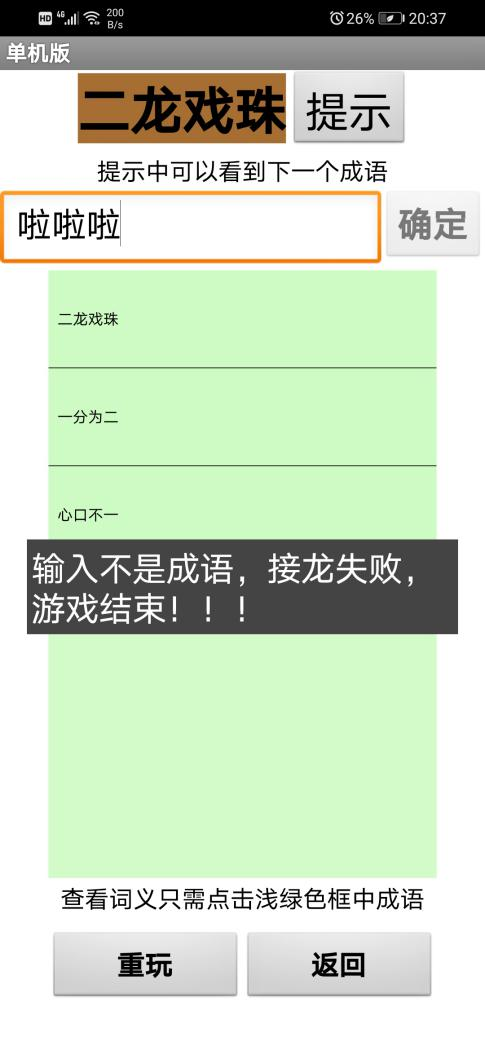 HD 4G 200 B/s 26% 20:37
单机版
二龙戏珠 提示
提示中可以看到下一个成语
啦啦啦 确定
二龙戏珠
一分为二
心口不一
输入不是成语，接龙失败，
游戏结束！！！
查看词义只需点击浅绿色框中成语
重玩 返回